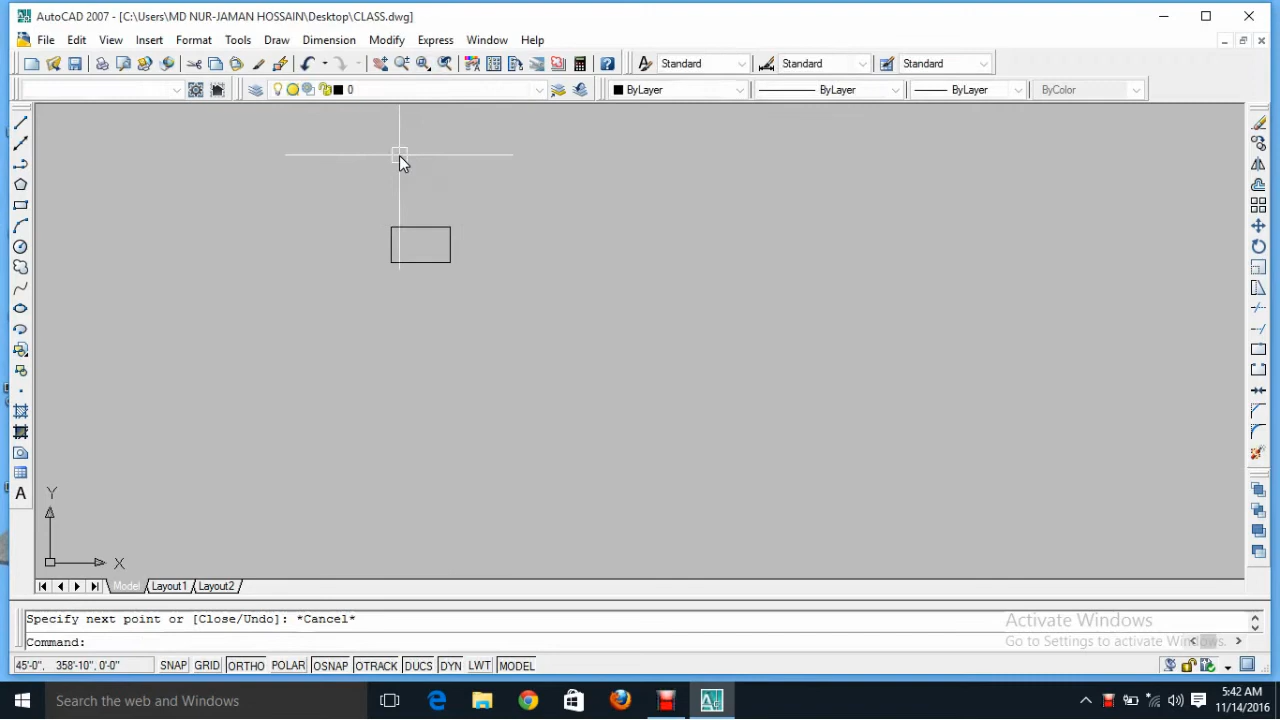 AutoCAD 2007 - [C:\Users\MD NUR-JAMAN HOSSAIN\Desktop\CLASS.dwg]
File Edit View Insert Format Tools Draw Dimension Modify Express Window Help
Standard Standard Standard
0 ByLayer ByLayer ByLayer ByColor
A
Y
X
Model Layout1 Layout2
Specify next point or [Close/Undo]: *Cancel*
Command:
Activate Windows
Go to Settings to activate Windows.
45'-0", 358'-10", 0'-0" SNAP GRID ORTHO POLAR OSNAP OTRACK DUCS DYN LWT MODEL
Search the web and Windows
5:42 AM
11/14/2016